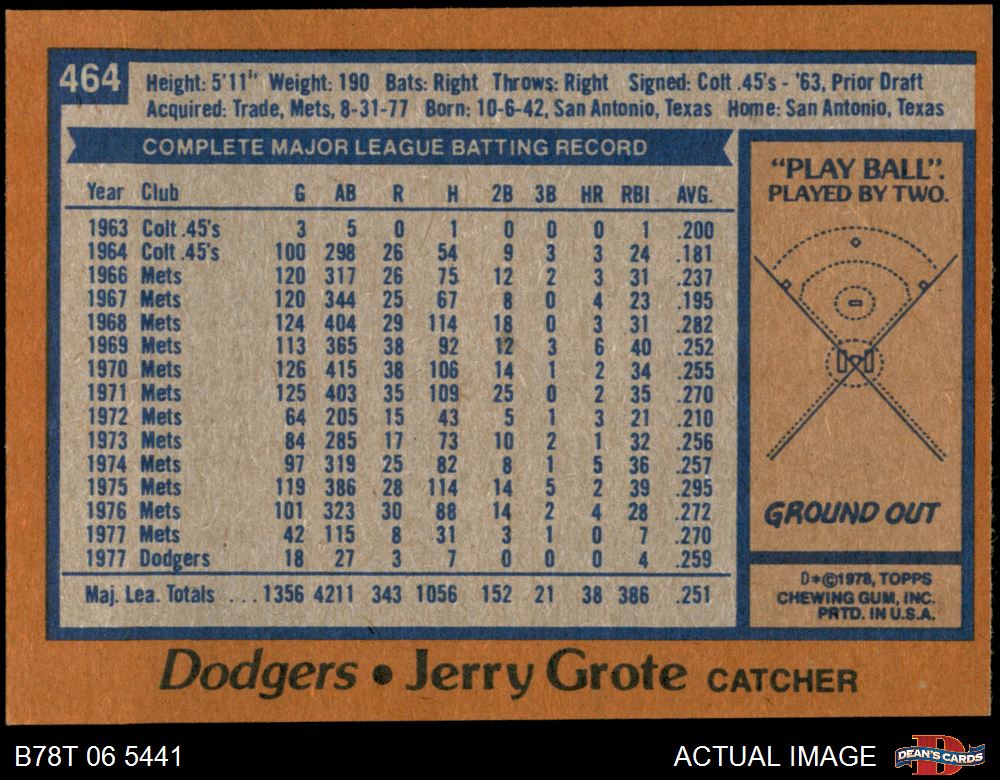 464
Height: 5'11" Weight: 190 Bats: Right Throws: Right Signed: Colt .45's - '63, Prior Draft
Acquired: Trade, Mets, 8-31-77 Born: 10-6-42, San Antonio, Texas Home: San Antonio, Texas
COMPLETE MAJOR LEAGUE BATTING RECORD
Year Club G AB R H 2B 3B HR RBI AVG.
1963 Colt .45's 3 5 0 1 0 0 0 1 .200
1964 Colt .45's 100 298 26 54 9 3 3 24 .181
1966 Mets 120 317 26 75 12 2 3 31 .237
1967 Mets 120 344 25 67 8 0 4 23 .195
1968 Mets 124 404 29 114 18 0 3 31 .282
1969 Mets 113 365 38 92 12 3 6 40 .252
1970 Mets 126 415 38 106 14 1 2 34 .255
1971 Mets 125 403 35 109 25 0 2 35 .270
1972 Mets 64 205 15 43 5 1 3 21 .210
1973 Mets 84 285 17 73 10 2 1 32 .256
1974 Mets 97 319 25 82 8 1 5 36 .257
1975 Mets 119 386 28 114 14 5 2 39 .295
1976 Mets 101 323 30 88 14 2 4 28 .272
1977 Mets 42 115 8 31 3 1 0 7 .270
1977 Dodgers 18 27 3 7 0 0 0 4 .259
Maj. Lea. Totals ... 1356 4211 343 1056 152 21 38 386 .251
"PLAY BALL".
PLAYED BY TWO.
GROUND OUT
D*©1978, TOPPS
CHEWING GUM, INC.
PRTD. IN U.S.A.
Dodgers • Jerry Grote CATCHER
B78T 06 5441
ACTUAL IMAGE
D
DEAN'S CARDS